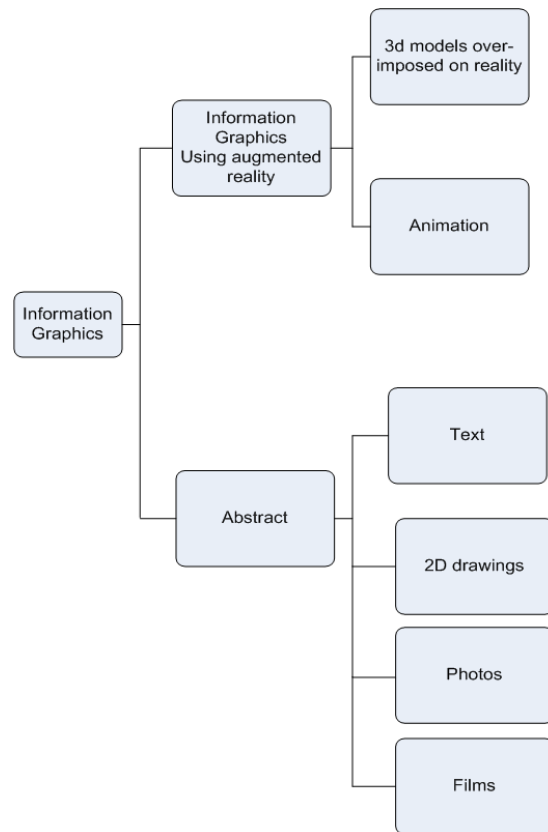 3d models over-
imposed on reality
Information
Graphics
Using augmented
reality
Animation
Information
Graphics
Text
Abstract
2D drawings
Photos
Films